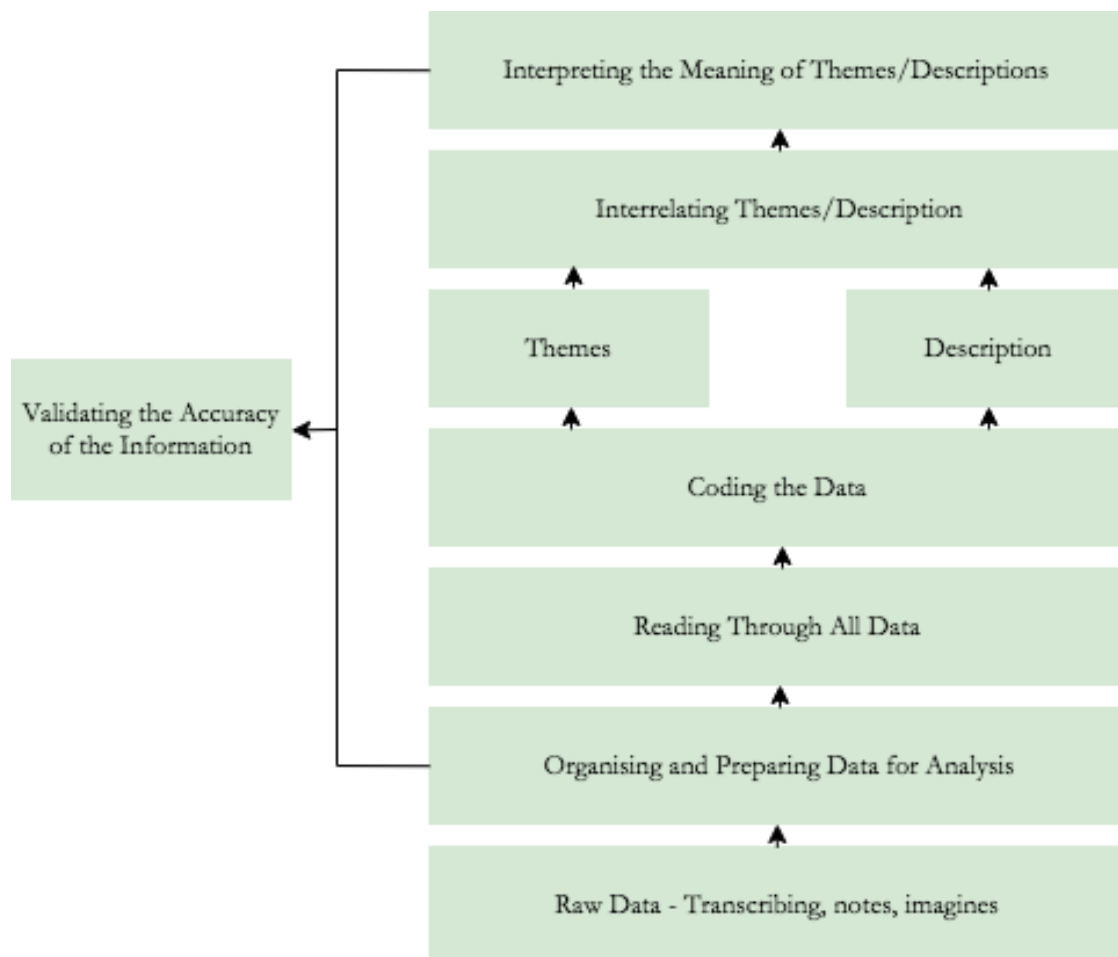 Interpreting the Meaning of Themes/Descriptions
Interrelating Themes/Description
Themes
Description
Validating the Accuracy
of the Information
Coding the Data
Reading Through All Data
Organising and Preparing Data for Analysis
Raw Data - Transcribing, notes, imagines